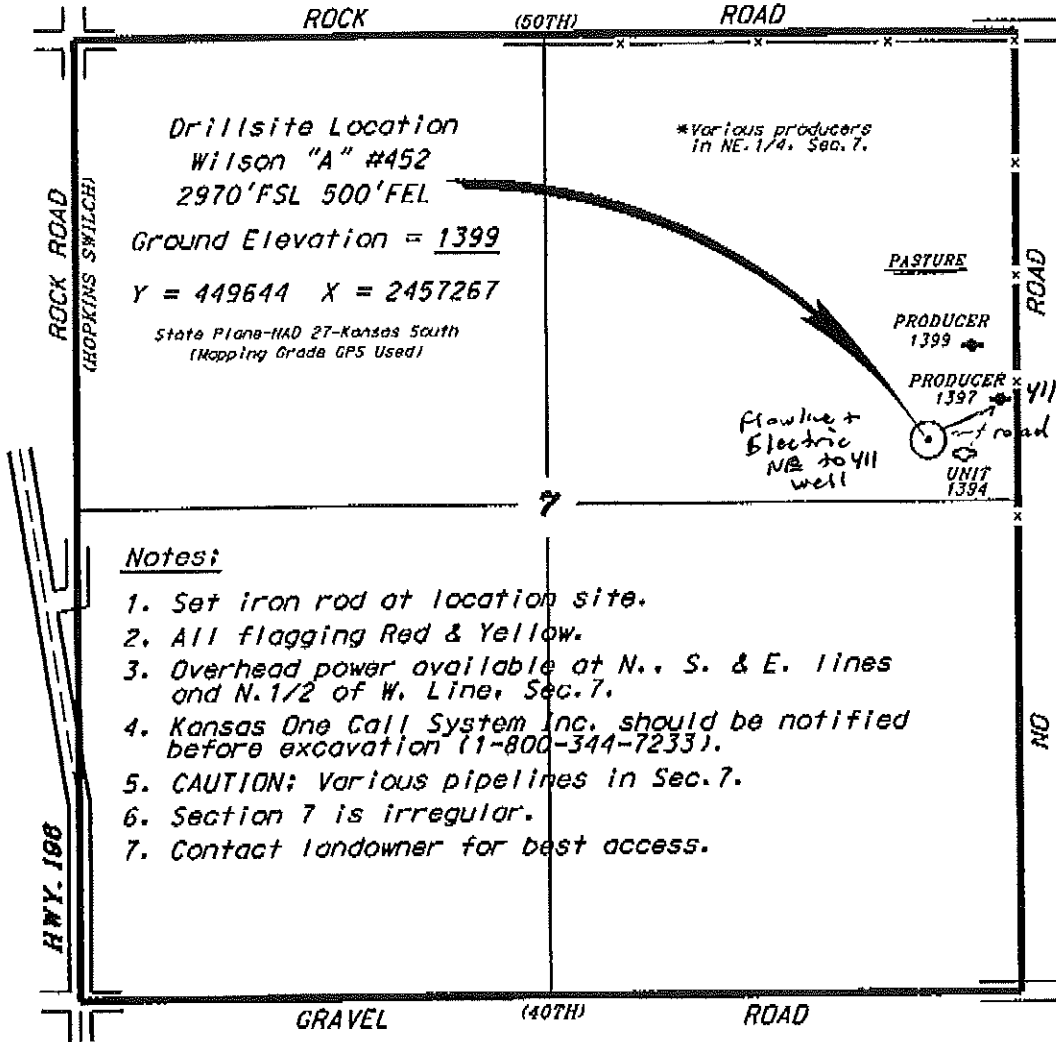 ROCK (50TH) ROAD
Drillsite Location
Wilson "A" #452
2970'FSL 500'FEL
Ground Elevation = 1399
Y = 449644 X = 2457267
State Plane-NAD 27-Kansas South
(Mapping Grade GPS Used)
*Various producers
in NE. 1/4, Sec. 7.
ROCK ROAD
(HOPKINS SWILCH)
PASTURE
ROAD
PRODUCER
1399
PRODUCER
1397
411
road
Flowline +
Electric
NE to 411
well
UNIT
1394
7
Notes:
1. Set iron rod at location site.
2. All flagging Red & Yellow.
3. Overhead power available at N., S. & E. lines
and N.1/2 of W. Line, Sec.7.
4. Kansas One Call System Inc. should be notified
before excavation (1-800-344-7233).
5. CAUTION: Various pipelines in Sec.7.
6. Section 7 is irregular.
7. Contact landowner for best access.
NO
HWY. 196
GRAVEL (40TH) ROAD